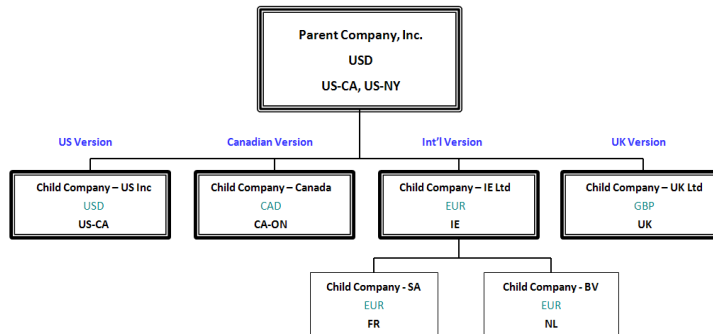 Parent Company, Inc.
USD
US-CA, US-NY
US Version
Canadian Version
Int'l Version
UK Version
Child Company – US Inc
USD
US-CA
Child Company – Canada
CAD
CA-ON
Child Company – IE Ltd
EUR
IE
Child Company – UK Ltd
GBP
UK
Child Company - SA
EUR
FR
Child Company - BV
EUR
NL